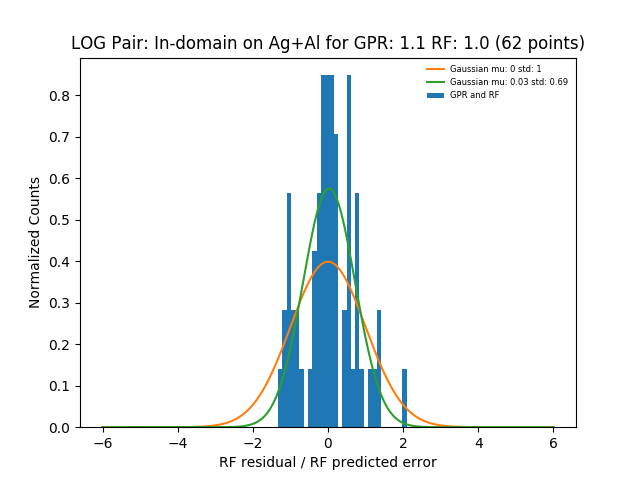 LOG Pair: In-domain on Ag+Al for GPR: 1.1 RF: 1.0 (62 points)
Gaussian mu: 0 std: 1
Gaussian mu: 0.03 std: 0.69
GPR and RF
Normalized Counts
0.8
0.7
0.6
0.5
0.4
0.3
0.2
0.1
0.0
−6
−4
−2
0
2
4
6
RF residual / RF predicted error